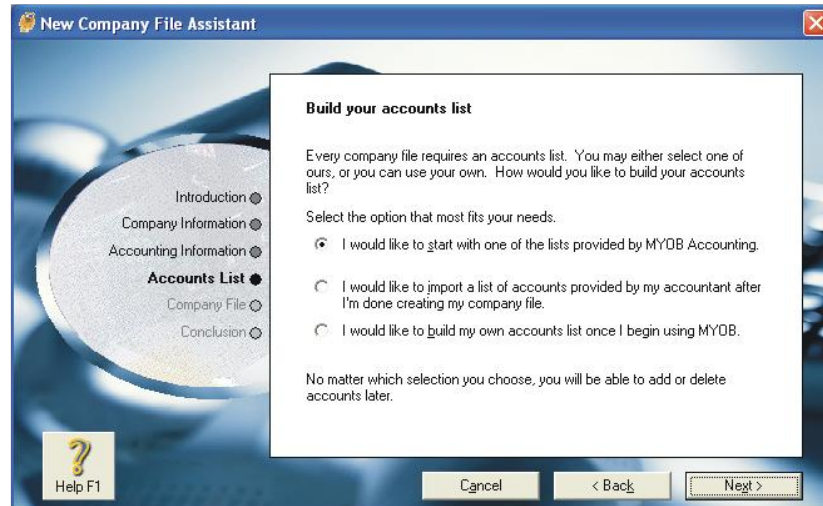 New Company File Assistant
Build your accounts list
Every company file requires an accounts list. You may either select one of
ours, or you can use your own. How would you like to build your accounts
list?
Select the option that most fits your needs.
I would like to start with one of the lists provided by MYOB Accounting.
I would like to import a list of accounts provided by my accountant after
I'm done creating my company file.
I would like to build my own accounts list once I begin using MYOB.
No matter which selection you choose, you will be able to add or delete
accounts later.
Introduction
Company Information
Accounting Information
Accounts List
Company File
Conclusion
Help F1
Cancel
< Back
Next >